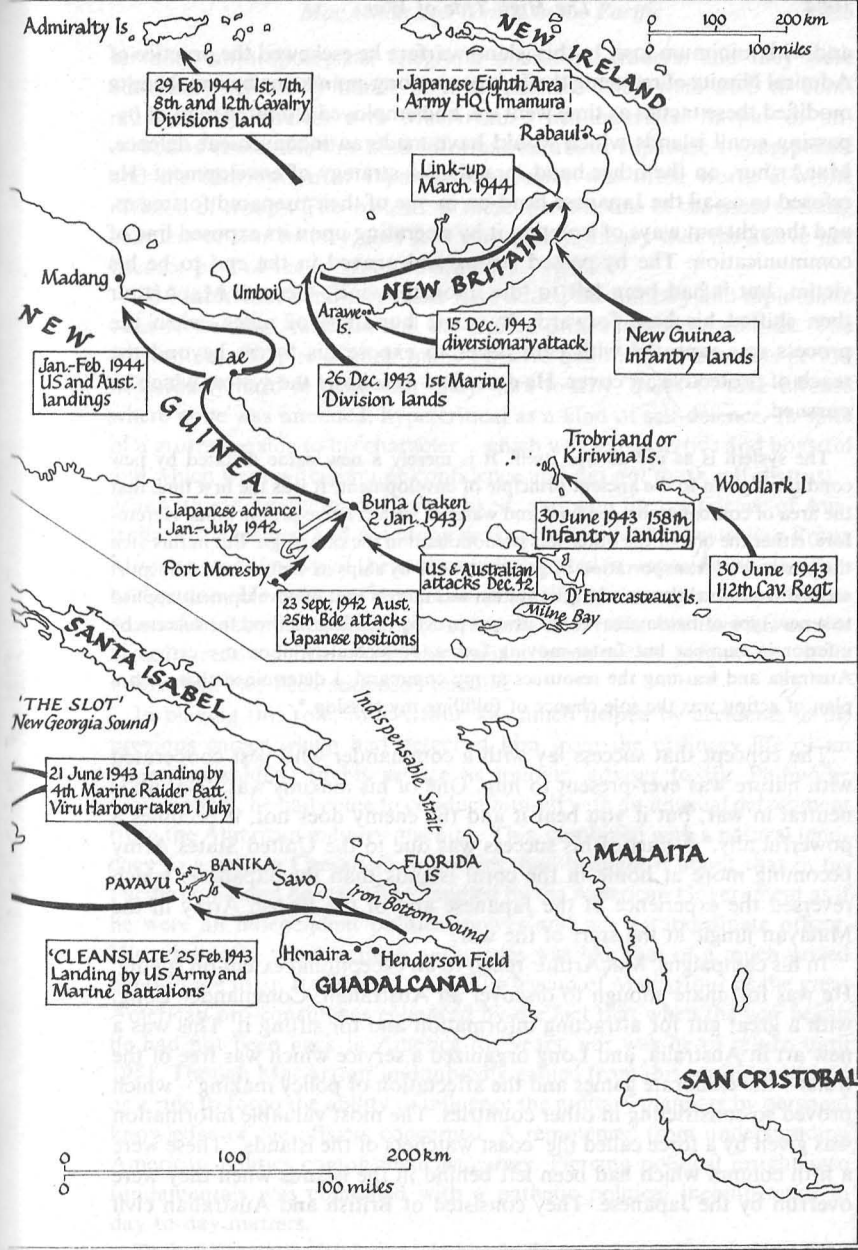 Admiralty Is.
NEW IRELAND
0 100 200 km
0 100 miles
29 Feb. 1944 1st, 7th,
8th and 12th Cavalry
Divisions land
Japanese Eighth Area
Army HQ (Imamura)
Rabaul
Link-up
March 1944
NEW BRITAIN
Madang
Umboi
Arawe
Is.
15 Dec. 1943
diversionary attack
New Guinea
Infantry lands
NEW GUINEA
Lae
Jan.-Feb. 1944
US and Aust.
landings
26 Dec. 1943 1st Marine
Division lands
Trobriand or
Kiriwina Is.
Woodlark I
Japanese advance
Jan.-July 1942
Buna (taken
2 Jan. 1943)
30 June 1943 158th
Infantry landing
Port Moresby
US & Australian
attacks Dec. 42
30 June 1943
112th Cav. Regt
D'Entrecasteaux Is.
Milne Bay
23 Sept. 1942 Aust.
25th Bde attacks
Japanese positions
SANTA ISABEL
'THE SLOT'
(New Georgia Sound)
Indispensable Strait
21 June 1943 Landing by
4th Marine Raider Batt.
Viru Harbour taken 1 July
MALAITA
FLORIDA
IS
BANIKA
PAVAVU
SAVO
Iron Bottom Sound
'CLEANSLATE' 25 Feb. 1943
Landing by US Army and
Marine Battalions
Honaira
Henderson Field
GUADALCANAL
SAN CRISTOBAL
0 100 200 km
0 100 miles